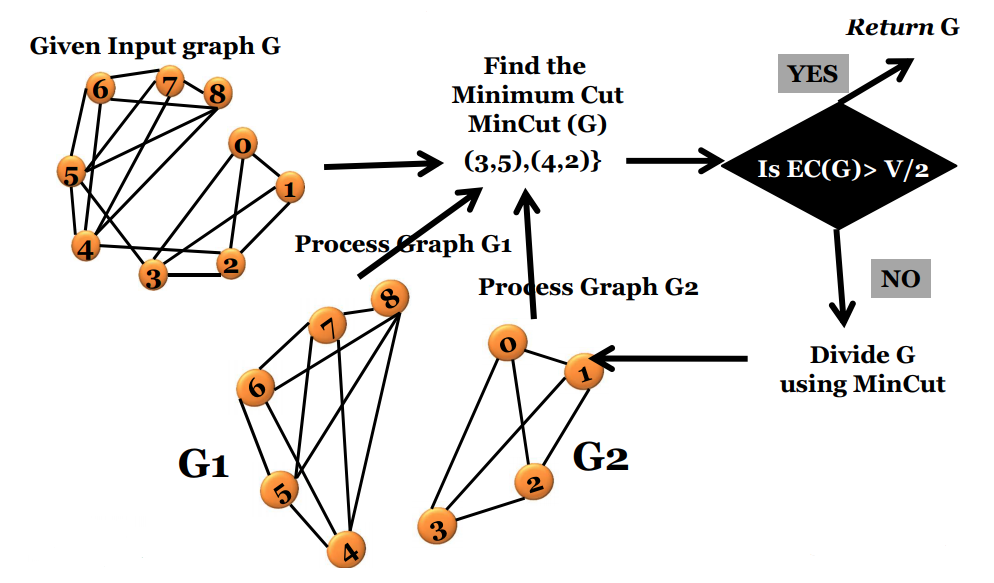 Given Input graph G
6
7
8
0
5
1
4
3
2
Find the
Minimum Cut
MinCut (G)
(3,5),(4,2)}
Return G
YES
Is EC(G)> V/2
NO
Divide G
using MinCut
Process Graph G1
Process Graph G2
8
7
6
5
4
G1
0
1
2
3
G2